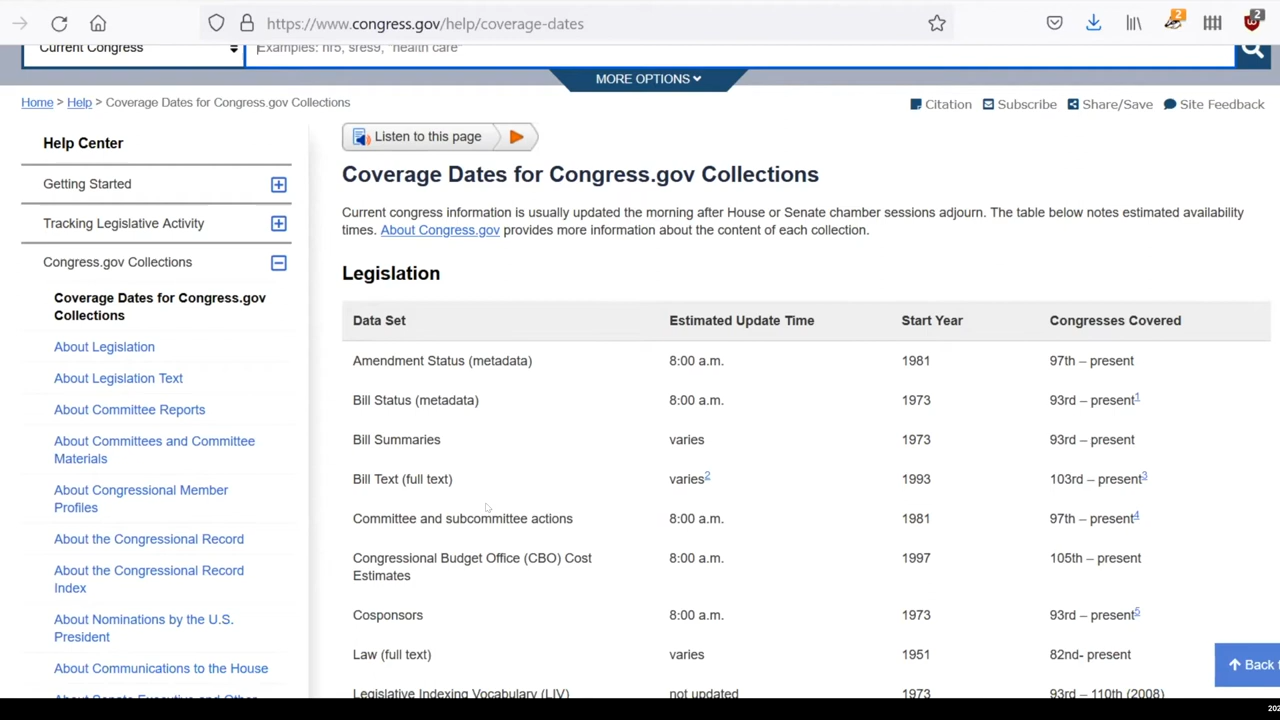 https://www.congress.gov/help/coverage-dates
2
2
Current Congress
Examples: hr5, sres9, "health care"
MORE OPTIONS
Home > Help > Coverage Dates for Congress.gov Collections
Citation Subscribe Share/Save Site Feedback
Help Center
Getting Started
Tracking Legislative Activity
Congress.gov Collections
Coverage Dates for Congress.gov
Collections
About Legislation
About Legislation Text
About Committee Reports
About Committees and Committee
Materials
About Congressional Member
Profiles
About the Congressional Record
About the Congressional Record
Index
About Nominations by the U.S.
President
About Communications to the House
About Senate Executive and Other
Listen to this page
Coverage Dates for Congress.gov Collections
Current congress information is usually updated the morning after House or Senate chamber sessions adjourn. The table below notes estimated availability
times. About Congress.gov provides more information about the content of each collection.
Legislation
Data Set Estimated Update Time Start Year Congresses Covered
Amendment Status (metadata) 8:00 a.m. 1981 97th – present
Bill Status (metadata) 8:00 a.m. 1973 93rd – present1
Bill Summaries varies 1973 93rd – present
Bill Text (full text) varies2 1993 103rd – present3
Committee and subcommittee actions 8:00 a.m. 1981 97th – present4
Congressional Budget Office (CBO) Cost 8:00 a.m. 1997 105th – present
Estimates
Cosponsors 8:00 a.m. 1973 93rd – present5
Law (full text) varies 1951 82nd- present
Legislative Indexing Vocabulary (LIV) not updated 1973 93rd – 110th (2008)
Back